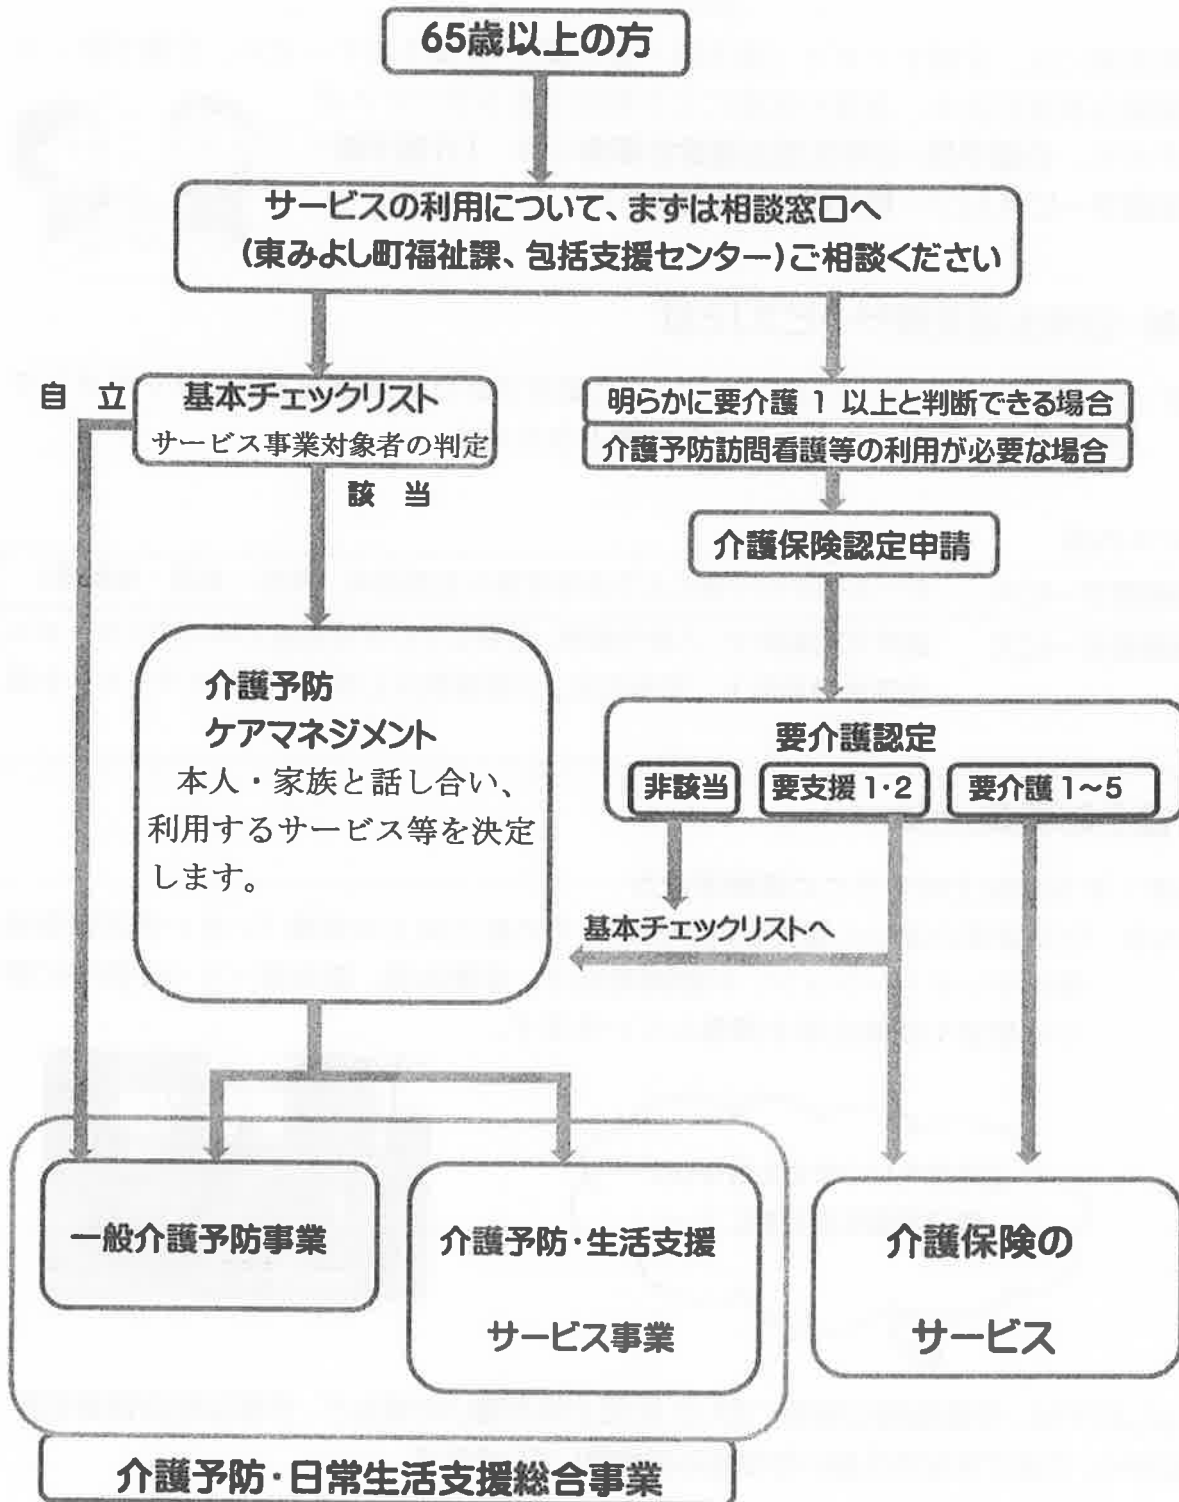 65歳以上の方
サービスの利用について、まずは相談窓口へ
(東みよし町福祉課、包括支援センター)ご相談ください
自 立
基本チェックリスト
サービス事業対象者の判定
該 当
明らかに要介護 1 以上と判断できる場合
介護予防訪問看護等の利用が必要な場合
介護保険認定申請
介護予防
ケアマネジメント
本人・家族と話し合い、
利用するサービス等を決定
します。
要介護認定
非該当
要支援1・2
要介護1～5
基本チェックリストへ
一般介護予防事業
介護予防・生活支援
サービス事業
介護保険の
サービス
介護予防・日常生活支援総合事業